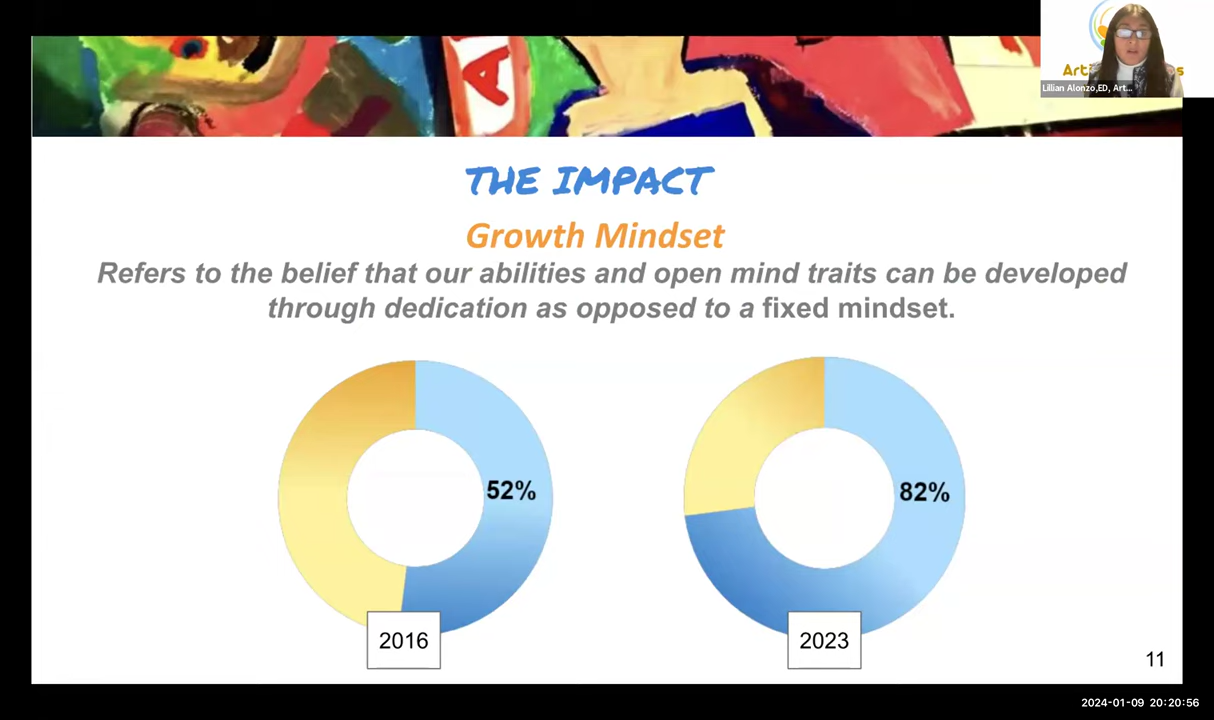 A
Art
s
Lillian Alonzo,ED, Art...
THE IMPACT
Growth Mindset
Refers to the belief that our abilities and open mind traits can be developed
through dedication as opposed to a fixed mindset.
52%
82%
2016
2023
11
2024-01-09 20:20:56